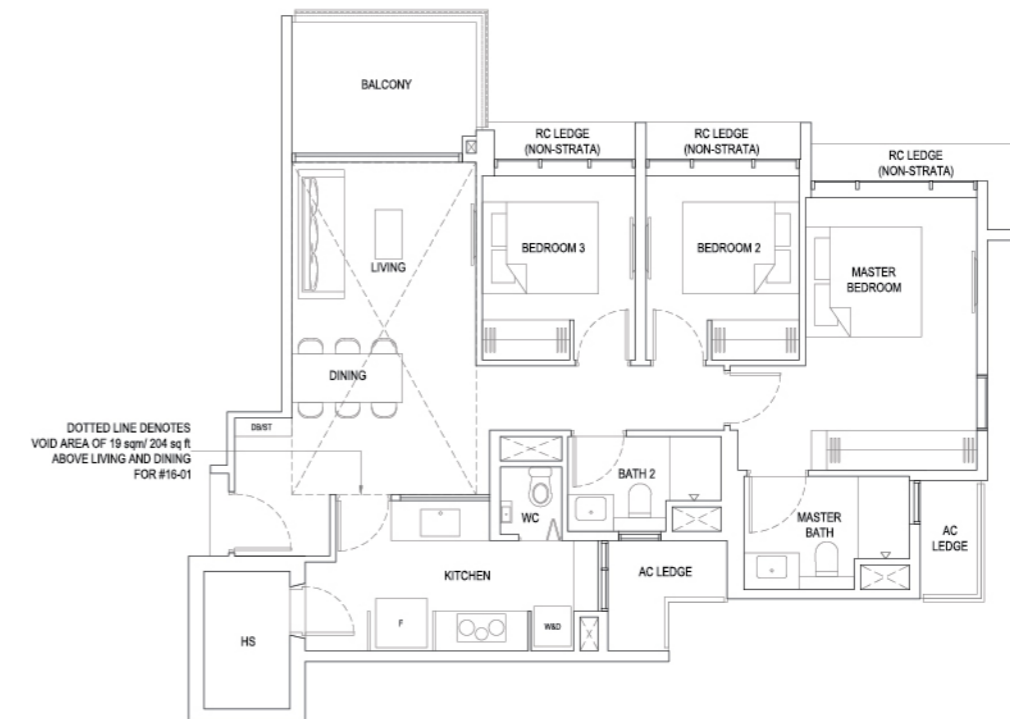 BALCONY
RC LEDGE
(NON-STRATA)
RC LEDGE
(NON-STRATA)
RC LEDGE
(NON-STRATA)
BEDROOM 3
BEDROOM 2
LIVING
MASTER
BEDROOM
DINING
DOTTED LINE DENOTES
VOID AREA OF 19 sqm/ 204 sq ft
ABOVE LIVING AND DINING
FOR #16-01
DB/ST
BATH 2
WC
MASTER
BATH
AC
LEDGE
KITCHEN
AC LEDGE
F
W&D
HS